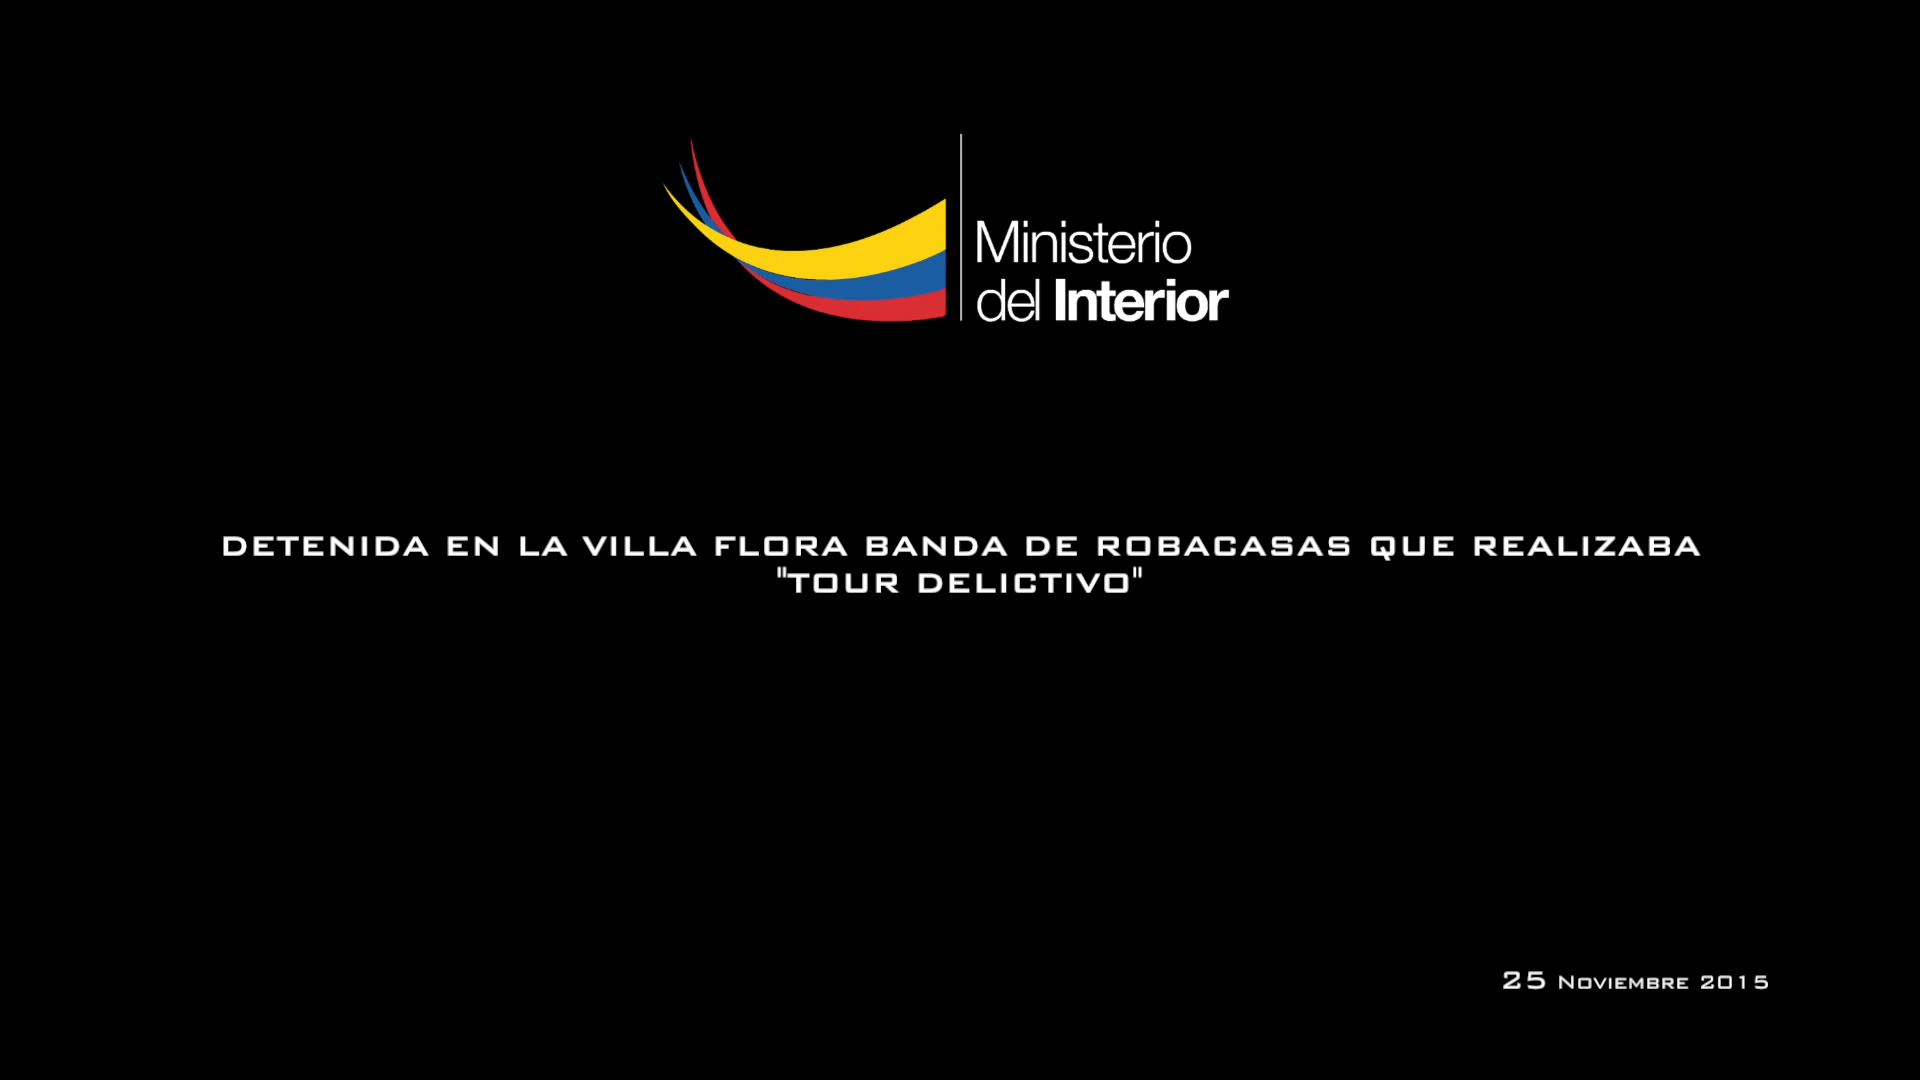 Ministerio
del Interior
DETENIDA EN LA VILLA FLORA BANDA DE ROBACASAS QUE REALIZABA
"TOUR DELICTIVO"
25 Noviembre 2015